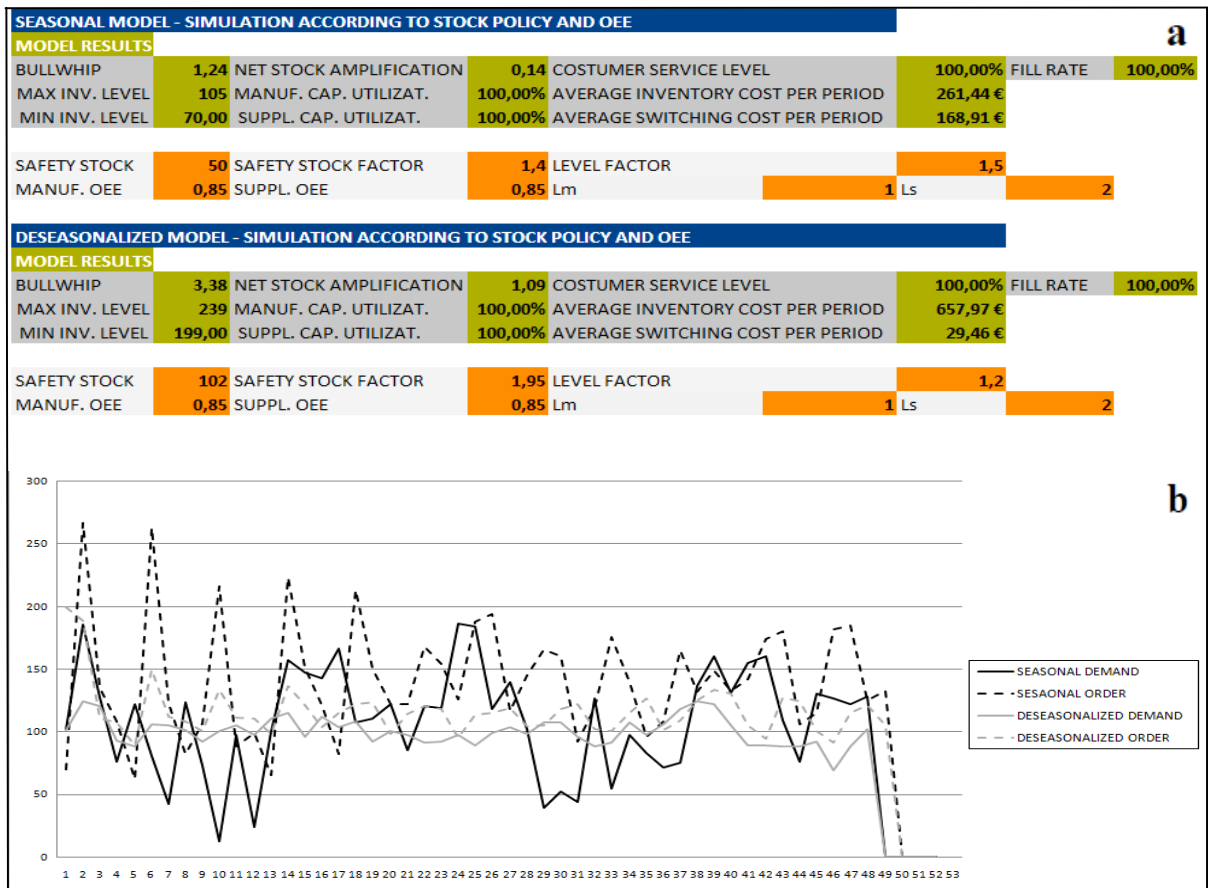 SEASONAL MODEL - SIMULATION ACCORDING TO STOCK POLICY AND OEE
a
MODEL RESULTS
BULLWHIP 1,24 NET STOCK AMPLIFICATION 0,14 COSTUMER SERVICE LEVEL 100,00% FILL RATE 100,00%
MAX INV. LEVEL 105 MANUF. CAP. UTILIZAT. 100,00% AVERAGE INVENTORY COST PER PERIOD 261,44 €
MIN INV. LEVEL 70,00 SUPPL. CAP. UTILIZAT. 100,00% AVERAGE SWITCHING COST PER PERIOD 168,91 €
SAFETY STOCK 50 SAFETY STOCK FACTOR 1,4 LEVEL FACTOR 1,5
MANUF. OEE 0,85 SUPPL. OEE 0,85 Lm 1 Ls 2
DESEASONALIZED MODEL - SIMULATION ACCORDING TO STOCK POLICY AND OEE
MODEL RESULTS
BULLWHIP 3,38 NET STOCK AMPLIFICATION 1,09 COSTUMER SERVICE LEVEL 100,00% FILL RATE 100,00%
MAX INV. LEVEL 239 MANUF. CAP. UTILIZAT. 100,00% AVERAGE INVENTORY COST PER PERIOD 657,97 €
MIN INV. LEVEL 199,00 SUPPL. CAP. UTILIZAT. 100,00% AVERAGE SWITCHING COST PER PERIOD 29,46 €
SAFETY STOCK 102 SAFETY STOCK FACTOR 1,95 LEVEL FACTOR 1,2
MANUF. OEE 0,85 SUPPL. OEE 0,85 Lm 1 Ls 2
b
300
250
200
150
100
50
0
1 2 3 4 5 6 7 8 9 10 11 12 13 14 15 16 17 18 19 20 21 22 23 24 25 26 27 28 29 30 31 32 33 34 35 36 37 38 39 40 41 42 43 44 45 46 47 48 49 50 51 52 53
SEASONAL DEMAND
SESAONAL ORDER
DESEASONALIZED DEMAND
DESEASONALIZED ORDER